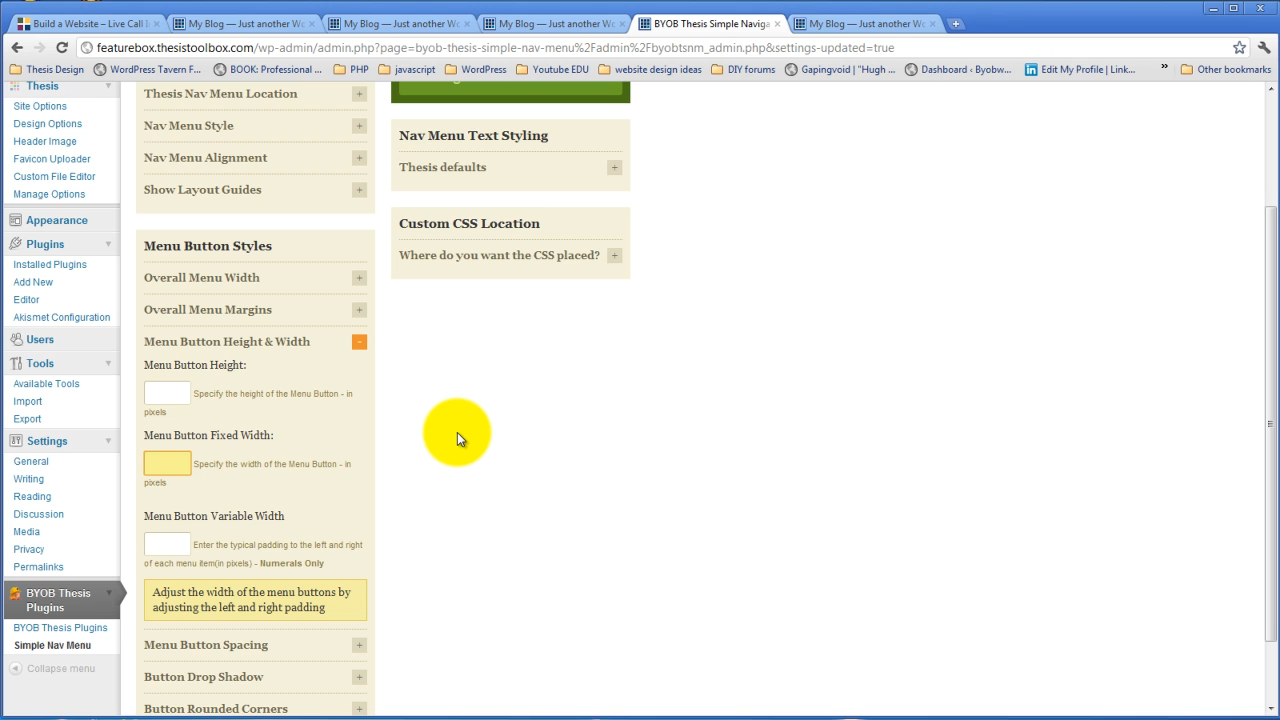 Build a Website – Live Call I
My Blog — Just another Wo
My Blog — Just another Wo
My Blog — Just another Wo
BYOB Thesis Simple Naviga
My Blog — Just another Wo
featurebox.thesistoolbox.com/wp-admin/admin.php?page=byob-thesis-simple-nav-menu%2Fadmin%2Fbyobtsnm_admin.php&settings-updated=true
Thesis Design
WordPress Tavern F...
BOOK: Professional ...
PHP
javascript
WordPress
Youtube EDU
website design ideas
DIY forums
Gapingvoid | "Hugh ...
Dashboard ‹ Byobw...
Edit My Profile | Link...
»
Other bookmarks
Thesis
Site Options
Design Options
Header Image
Favicon Uploader
Custom File Editor
Manage Options
Appearance
Plugins
Installed Plugins
Add New
Editor
Akismet Configuration
Users
Tools
Available Tools
Import
Export
Settings
General
Writing
Reading
Discussion
Media
Privacy
Permalinks
BYOB Thesis
Plugins
BYOB Thesis Plugins
Simple Nav Menu
Collapse menu
Thesis Nav Menu Location +
Nav Menu Style +
Nav Menu Alignment +
Show Layout Guides +
Menu Button Styles
Overall Menu Width +
Overall Menu Margins +
Menu Button Height & Width -
Menu Button Height:
Specify the height of the Menu Button - in
pixels
Menu Button Fixed Width:
Specify the width of the Menu Button - in
pixels
Menu Button Variable Width
Enter the typical padding to the left and right
of each menu item(in pixels) - Numerals Only
Adjust the width of the menu buttons by
adjusting the left and right padding
Menu Button Spacing +
Button Drop Shadow +
Button Rounded Corners +
Nav Menu Text Styling
Thesis defaults +
Custom CSS Location
Where do you want the CSS placed? +